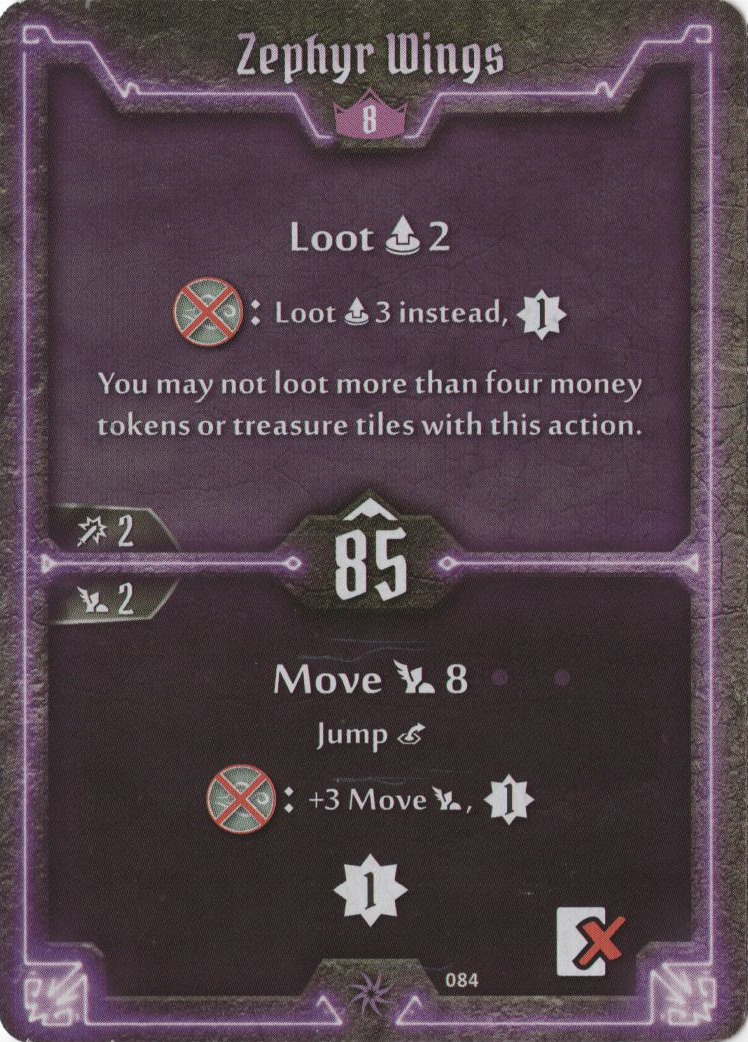 Zephyr Wings
8
Loot 2
: Loot 3 instead, 1
You may not loot more than four money
tokens or treasure tiles with this action.
2
85
2
Move 8
Jump
: +3 Move , 1
1
084